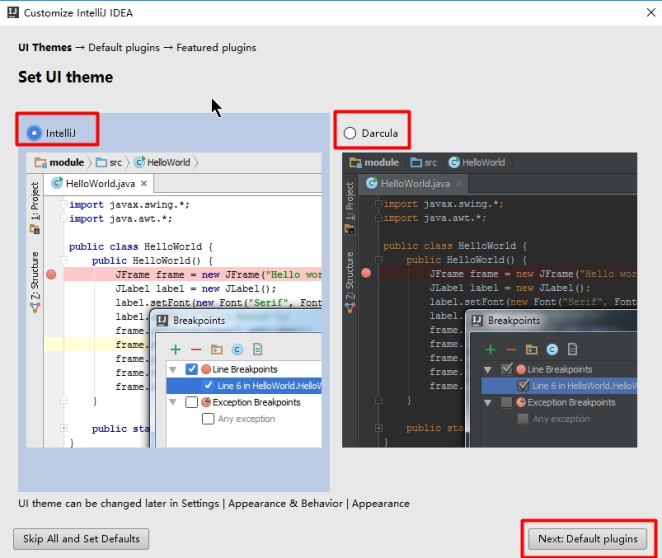 Customize IntelliJ IDEA
UI Themes → Default plugins → Featured plugins
Set UI theme
IntelliJ
module src HelloWorld
HelloWorld.java ×
1: Project
Z: Structure
import javax.swing.*;
import java.awt.*;
public class HelloWorld {
public HelloWorld() {
JFrame frame = new JFrame("Hello wor
JLabel label = new JLabel();
label.setFont(new Font("Serif", Font
label.
frame.
frame.
frame.
frame.
}
public sta
}
Breakpoints
Line Breakpoints
Line 6 in HelloWorld.HelloW
Exception Breakpoints
Any exception
Darcula
module src HelloWorld
HelloWorld.java ×
1: Project
Z: Structure
import javax.swing.*;
import java.awt.*;
public class HelloWorld {
public HelloWorld() {
JFrame frame = new JFrame("Hello wor
JLabel label = new JLabel();
label.setFont(new Font("Serif", Font
label.
frame.
frame.
frame.
frame.
}
public sta
}
Breakpoints
Line Breakpoints
Line 6 in HelloWorld.HelloW
Exception Breakpoints
Any exception
UI theme can be changed later in Settings | Appearance & Behavior | Appearance
Skip All and Set Defaults
Next: Default plugins